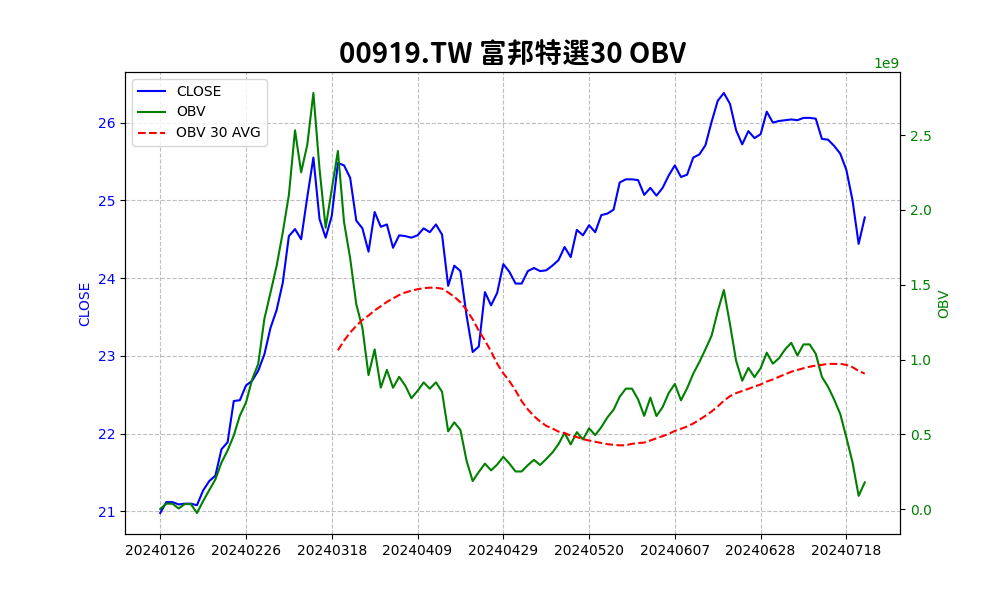 00919.TW 富邦特選30 OBV
1e9
CLOSE
OBV
OBV 30 AVG
26
25
24
23
22
21
CLOSE
2.5
2.0
1.5
1.0
0.5
0.0
OBV
20240126 20240226 20240318 20240409 20240429 20240520 20240607 20240628 20240718